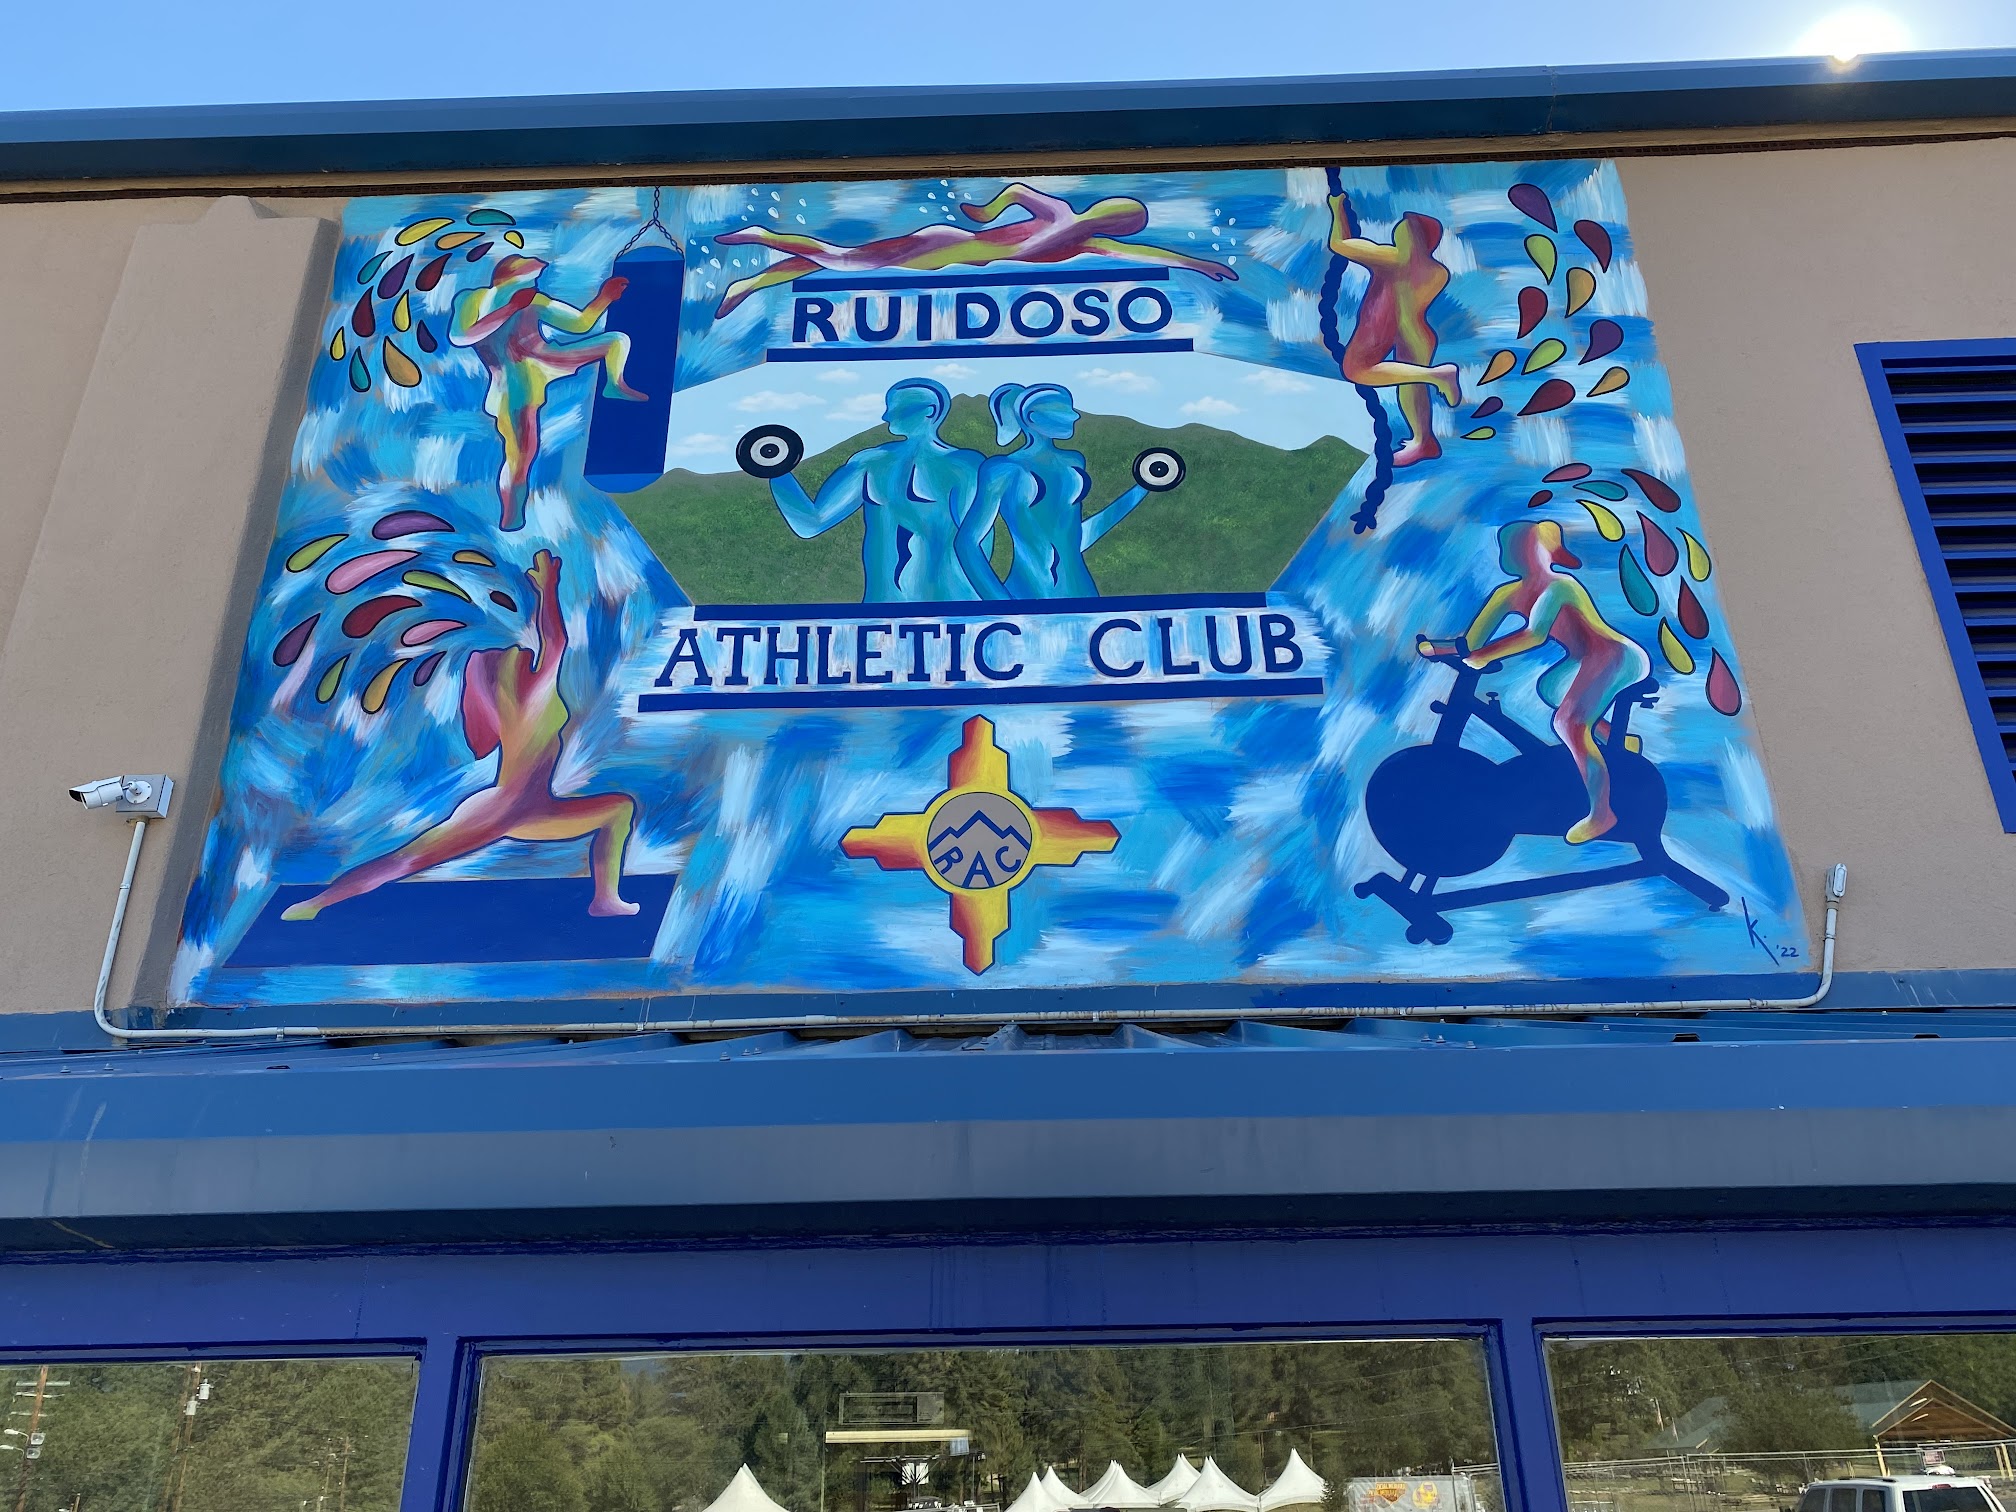 RUIDOSO
ATHLETIC CLUB
RAC
K. '22